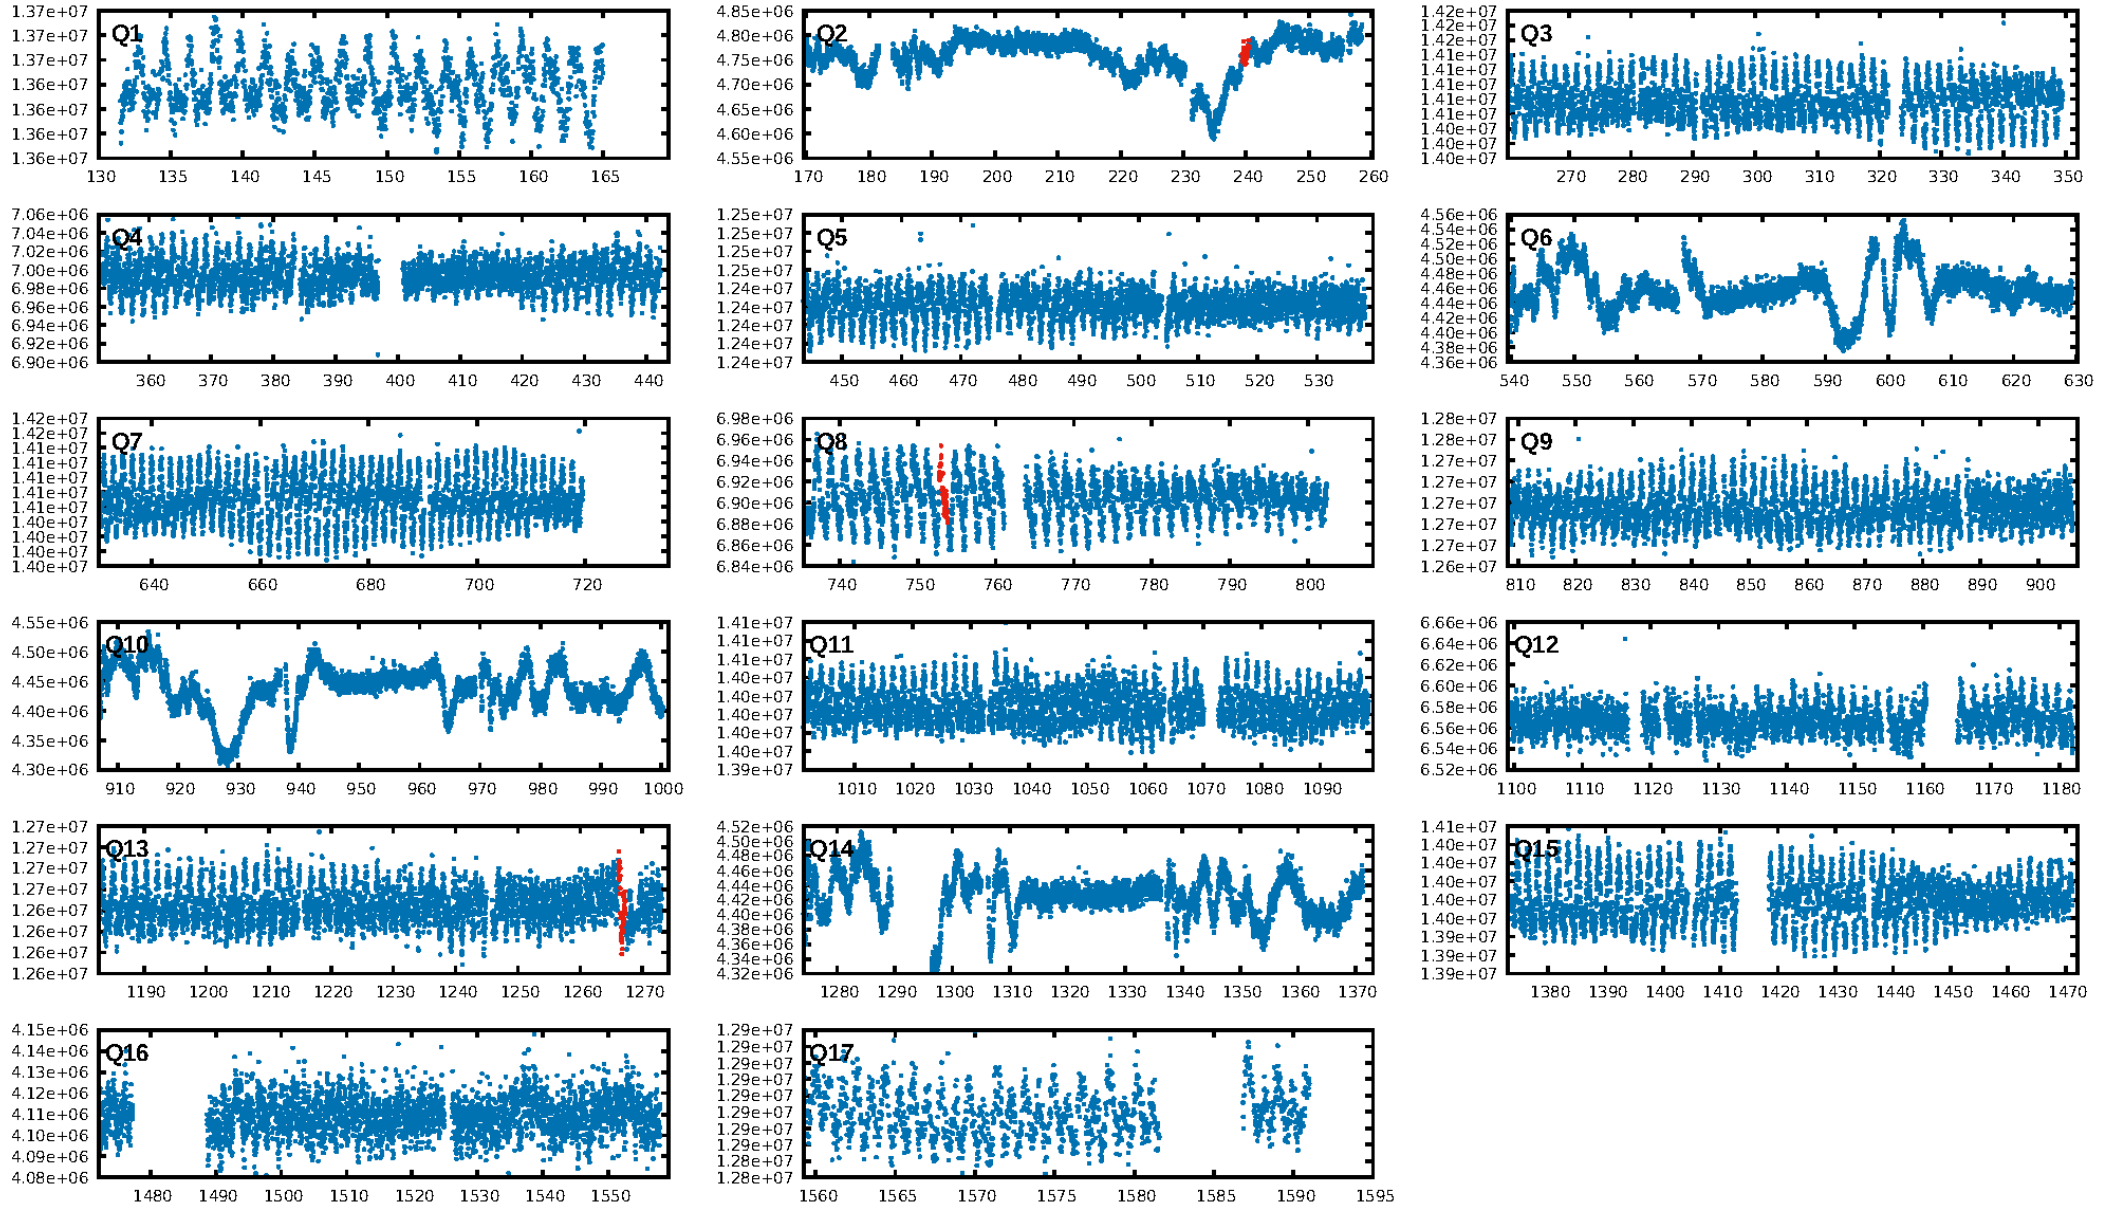 1.37e+07
Q1
1.37e+07
1.37e+07
1.36e+07
1.36e+07
1.36e+07
1.36e+07
130 135 140 145 150 155 160 165
4.85e+06
Q2
4.80e+06
4.75e+06
4.70e+06
4.65e+06
4.60e+06
4.55e+06
170 180 190 200 210 220 230 240 250 260
1.42e+07
Q3
1.42e+07
1.42e+07
1.41e+07
1.41e+07
1.41e+07
1.41e+07
1.40e+07
1.40e+07
1.40e+07
1.40e+07
270 280 290 300 310 320 330 340 350
7.06e+06
Q4
7.04e+06
7.02e+06
7.00e+06
6.98e+06
6.96e+06
6.94e+06
6.92e+06
6.90e+06
360 370 380 390 400 410 420 430 440
1.25e+07
Q5
1.25e+07
1.25e+07
1.25e+07
1.24e+07
1.24e+07
1.24e+07
1.24e+07
1.24e+07
450 460 470 480 490 500 510 520 530
4.56e+06
Q6
4.54e+06
4.52e+06
4.50e+06
4.48e+06
4.46e+06
4.44e+06
4.42e+06
4.40e+06
4.38e+06
4.36e+06
540 550 560 570 580 590 600 610 620 630
1.42e+07
Q7
1.42e+07
1.41e+07
1.41e+07
1.41e+07
1.41e+07
1.41e+07
1.40e+07
1.40e+07
1.40e+07
1.40e+07
640 660 680 700 720
6.98e+06
Q8
6.96e+06
6.94e+06
6.92e+06
6.90e+06
6.88e+06
6.86e+06
6.84e+06
740 750 760 770 780 790 800
1.28e+07
Q9
1.28e+07
1.27e+07
1.27e+07
1.27e+07
1.27e+07
1.27e+07
1.26e+07
810 820 830 840 850 860 870 880 890 900
4.55e+06
Q10
4.50e+06
4.45e+06
4.40e+06
4.35e+06
4.30e+06
910 920 930 940 950 960 970 980 990 1000
1.41e+07
Q11
1.41e+07
1.41e+07
1.40e+07
1.40e+07
1.40e+07
1.40e+07
1.40e+07
1.39e+07
1010 1020 1030 1040 1050 1060 1070 1080 1090
6.66e+06
Q12
6.64e+06
6.62e+06
6.60e+06
6.58e+06
6.56e+06
6.54e+06
6.52e+06
1100 1110 1120 1130 1140 1150 1160 1170 1180
1.27e+07
Q13
1.27e+07
1.27e+07
1.27e+07
1.26e+07
1.26e+07
1.26e+07
1.26e+07
1190 1200 1210 1220 1230 1240 1250 1260 1270
4.52e+06
Q14
4.50e+06
4.48e+06
4.46e+06
4.44e+06
4.42e+06
4.40e+06
4.38e+06
4.36e+06
4.34e+06
4.32e+06
1280 1290 1300 1310 1320 1330 1340 1350 1360 1370
1.41e+07
Q15
1.40e+07
1.40e+07
1.40e+07
1.40e+07
1.40e+07
1.39e+07
1.39e+07
1.39e+07
1380 1390 1400 1410 1420 1430 1440 1450 1460 1470
4.15e+06
Q16
4.14e+06
4.13e+06
4.12e+06
4.11e+06
4.10e+06
4.09e+06
4.08e+06
1480 1490 1500 1510 1520 1530 1540 1550
1.29e+07
Q17
1.29e+07
1.29e+07
1.29e+07
1.29e+07
1.29e+07
1.29e+07
1.29e+07
1.28e+07
1.28e+07
1560 1565 1570 1575 1580 1585 1590 1595